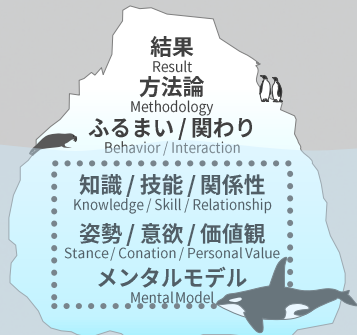 結果
Result
方法論
Methodology
ふるまい / 関わり
Behavior / Interaction
知識 / 技能 / 関係性
Knowledge / Skill / Relationship
姿勢 / 意欲 / 価値観
Stance / Conation / Personal Value
メンタルモデル
Mental Model